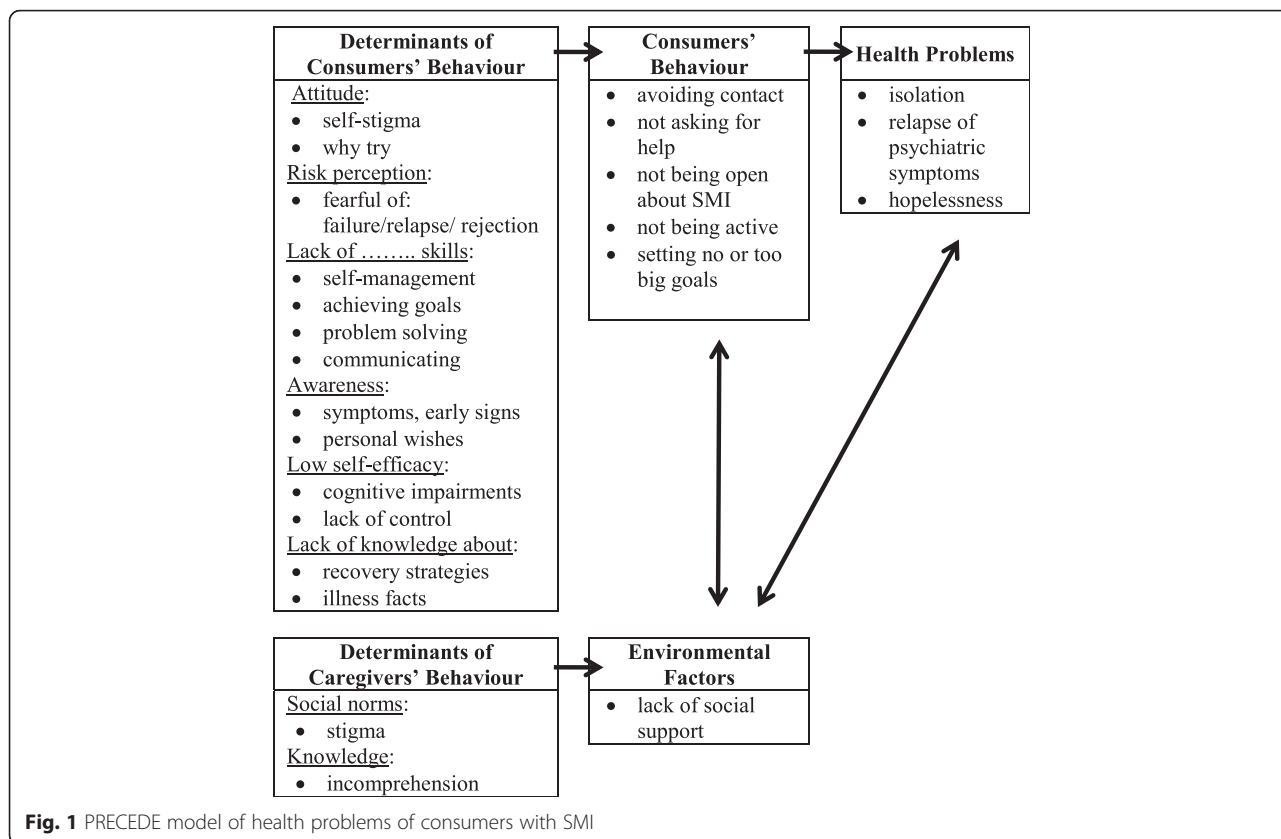 Determinants of
Consumers' Behaviour
Attitude:
• self-stigma
• why try
Risk perception:
• fearful of:
failure/relapse/ rejection
Lack of …….. skills:
• self-management
• achieving goals
• problem solving
• communicating
Awareness:
• symptoms, early signs
• personal wishes
Low self-efficacy:
• cognitive impairments
• lack of control
Lack of knowledge about:
• recovery strategies
• illness facts
Consumers'
Behaviour
• avoiding contact
• not asking for
help
• not being open
about SMI
• not being active
• setting no or too
big goals
Health Problems
• isolation
• relapse of
psychiatric
symptoms
• hopelessness
Determinants of
Caregivers' Behaviour
Social norms:
• stigma
Knowledge:
• incomprehension
Environmental
Factors
• lack of social
support
Fig. 1 PRECEDE model of health problems of consumers with SMI